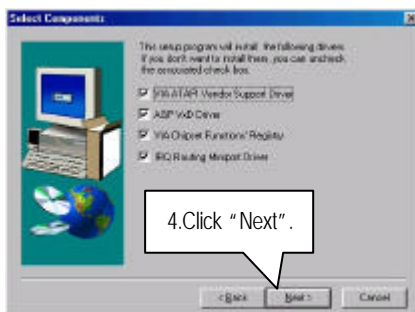 Select Components
This setup program will install the following drivers.
If you don't want to install them, you can uncheck
the associated check box.
VIA ATAPI Vendor Support Driver
AGP VxD Driver
VIA Chipset Functions' Registry
IRQ Routing Miniport Driver
4.Click “Next”.
< Back
Next >
Cancel